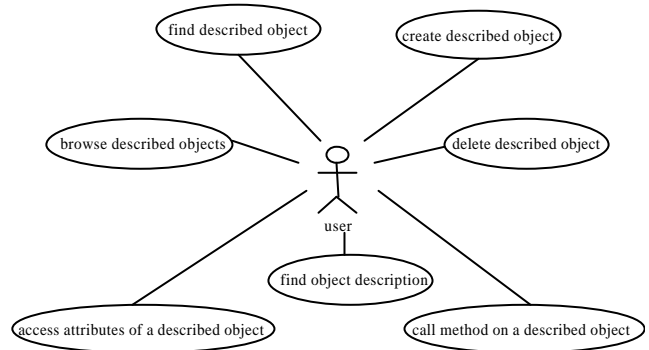 find described object
create described object
browse described objects
delete described object
user
find object description
access attributes of a described object
call method on a described object